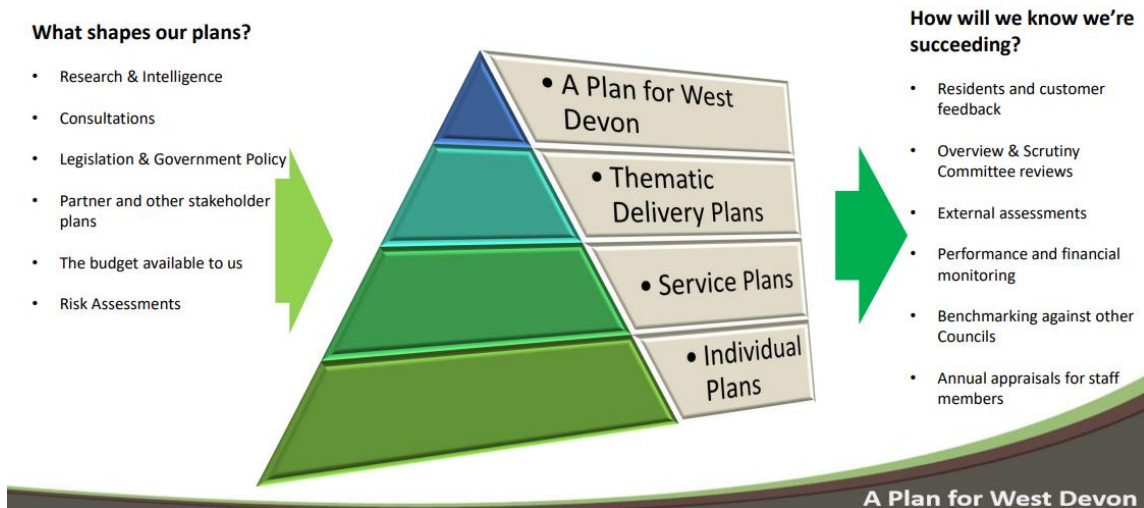 What shapes our plans?
• Research & Intelligence
• Consultations
• Legislation & Government Policy
• Partner and other stakeholder
plans
• The budget available to us
• Risk Assessments
• A Plan for West
Devon
• Thematic
Delivery Plans
• Service Plans
• Individual
Plans
How will we know we're
succeeding?
• Residents and customer
feedback
• Overview & Scrutiny
Committee reviews
• External assessments
• Performance and financial
monitoring
• Benchmarking against other
Councils
• Annual appraisals for staff
members
A Plan for West Devon